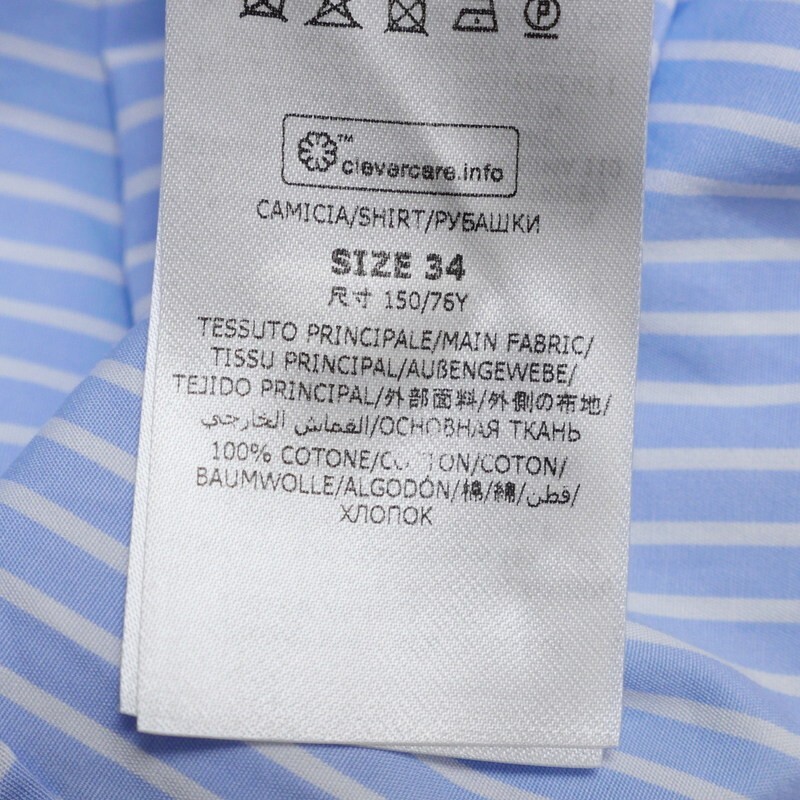 P
clevercare.info™
CAMICIA/SHIRT/РУБАШКИ
SIZE 34
尺寸 150/76Y
TESSUTO PRINCIPALE/MAIN FABRIC/
TISSU PRINCIPAL/AUßENGEWEBE/
TEJIDO PRINCIPAL/外部面料/外側の布地/
القماش الخارجي/ОСНОВНАЯ ТКАНЬ
100% COTONE/COTTON/COTON/
BAUMWOLLE/ALGODÓN/棉/綿/قطن/
ХЛОПОК